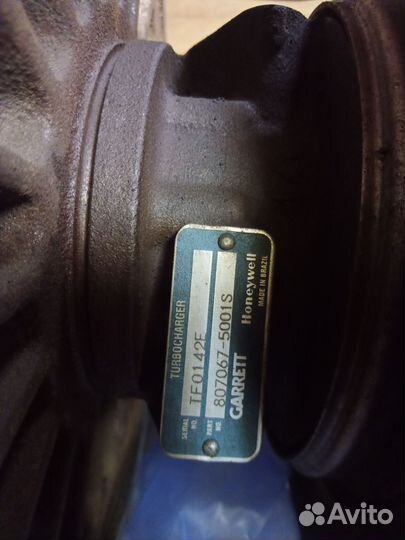 TURBOCHARGER
SERIAL NO. TF0142F
PART NO. 807067-5001S
GARRETT Honeywell
MADE IN BRAZIL
Avito